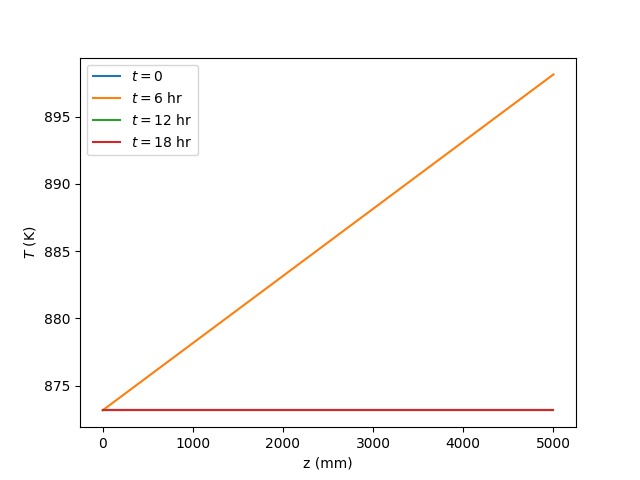 t = 0
t = 6 hr
t = 12 hr
t = 18 hr
895
890
885
880
875
T (K)
0 1000 2000 3000 4000 5000
z (mm)